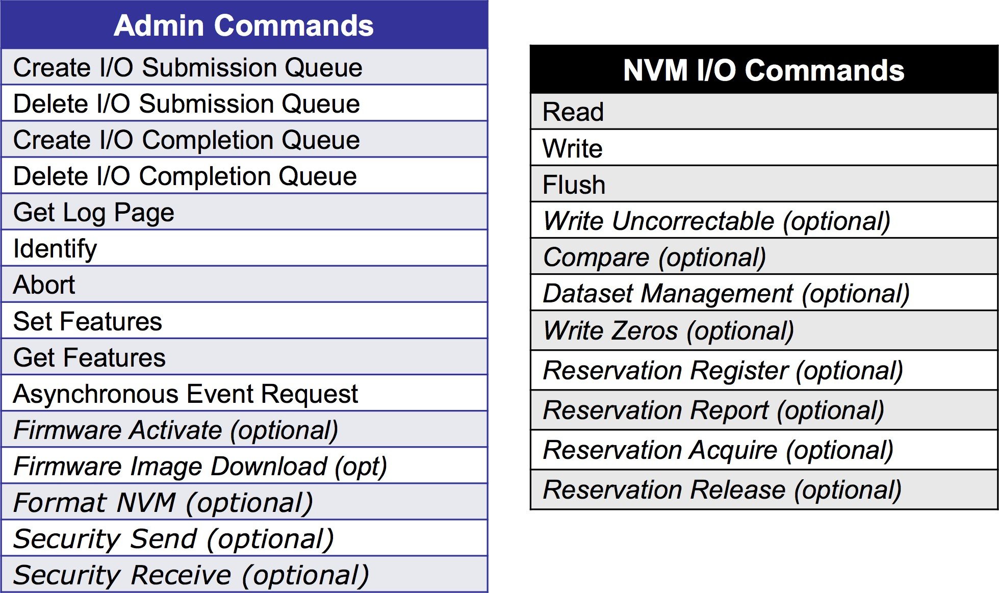 Admin Commands
Create I/O Submission Queue
Delete I/O Submission Queue
Create I/O Completion Queue
Delete I/O Completion Queue
Get Log Page
Identify
Abort
Set Features
Get Features
Asynchronous Event Request
Firmware Activate (optional)
Firmware Image Download (opt)
Format NVM (optional)
Security Send (optional)
Security Receive (optional)
NVM I/O Commands
Read
Write
Flush
Write Uncorrectable (optional)
Compare (optional)
Dataset Management (optional)
Write Zeros (optional)
Reservation Register (optional)
Reservation Report (optional)
Reservation Acquire (optional)
Reservation Release (optional)